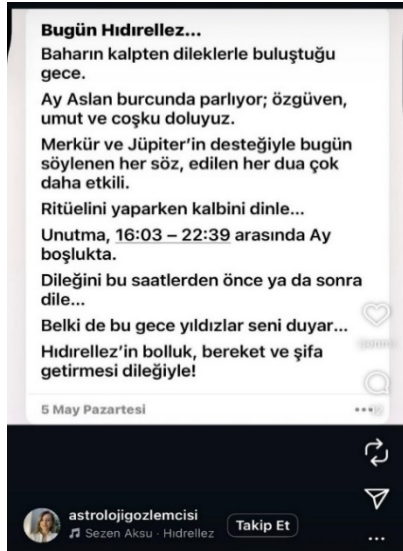 Bugün Hıdırellez...
Baharın kalpten dileklerle buluştuğu
gece.
Ay Aslan burcunda parlıyor; özgüven,
umut ve coşku doluyuz.
Merkür ve Jüpiter’in desteğiyle bugün
söylenen her söz, edilen her dua çok
daha etkili.
Ritüelini yaparken kalbini dinle...
Unutma, 16:03 – 22:39 arasında Ay
boşlukta.
Dileğini bu saatlerden önce ya da sonra
dile...
Belki de bu gece yıldızlar seni duyar...
Hıdırellez’in bolluk, bereket ve şifa
getirmesi dileğiyle!
5 May Pazartesi
astrolojigozlemcisi
Sezen Aksu · Hıdrellez
Takip Et